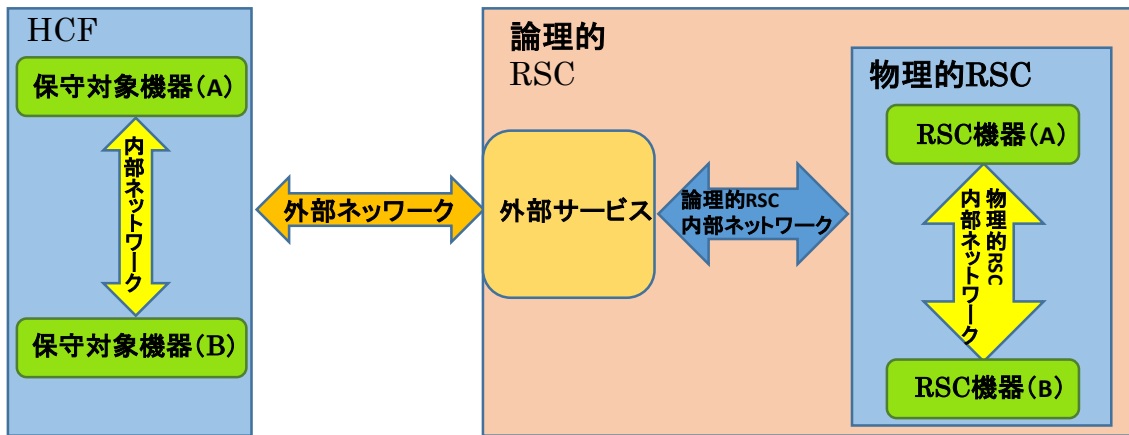 HCF
保守対象機器(A)
内部ネットワーク
保守対象機器(B)
外部ネッワーク
論理的
RSC
外部サービス
論理的RSC
内部ネットワーク
物理的RSC
RSC機器(A)
物理的RSC
内部ネットワーク
RSC機器(B)